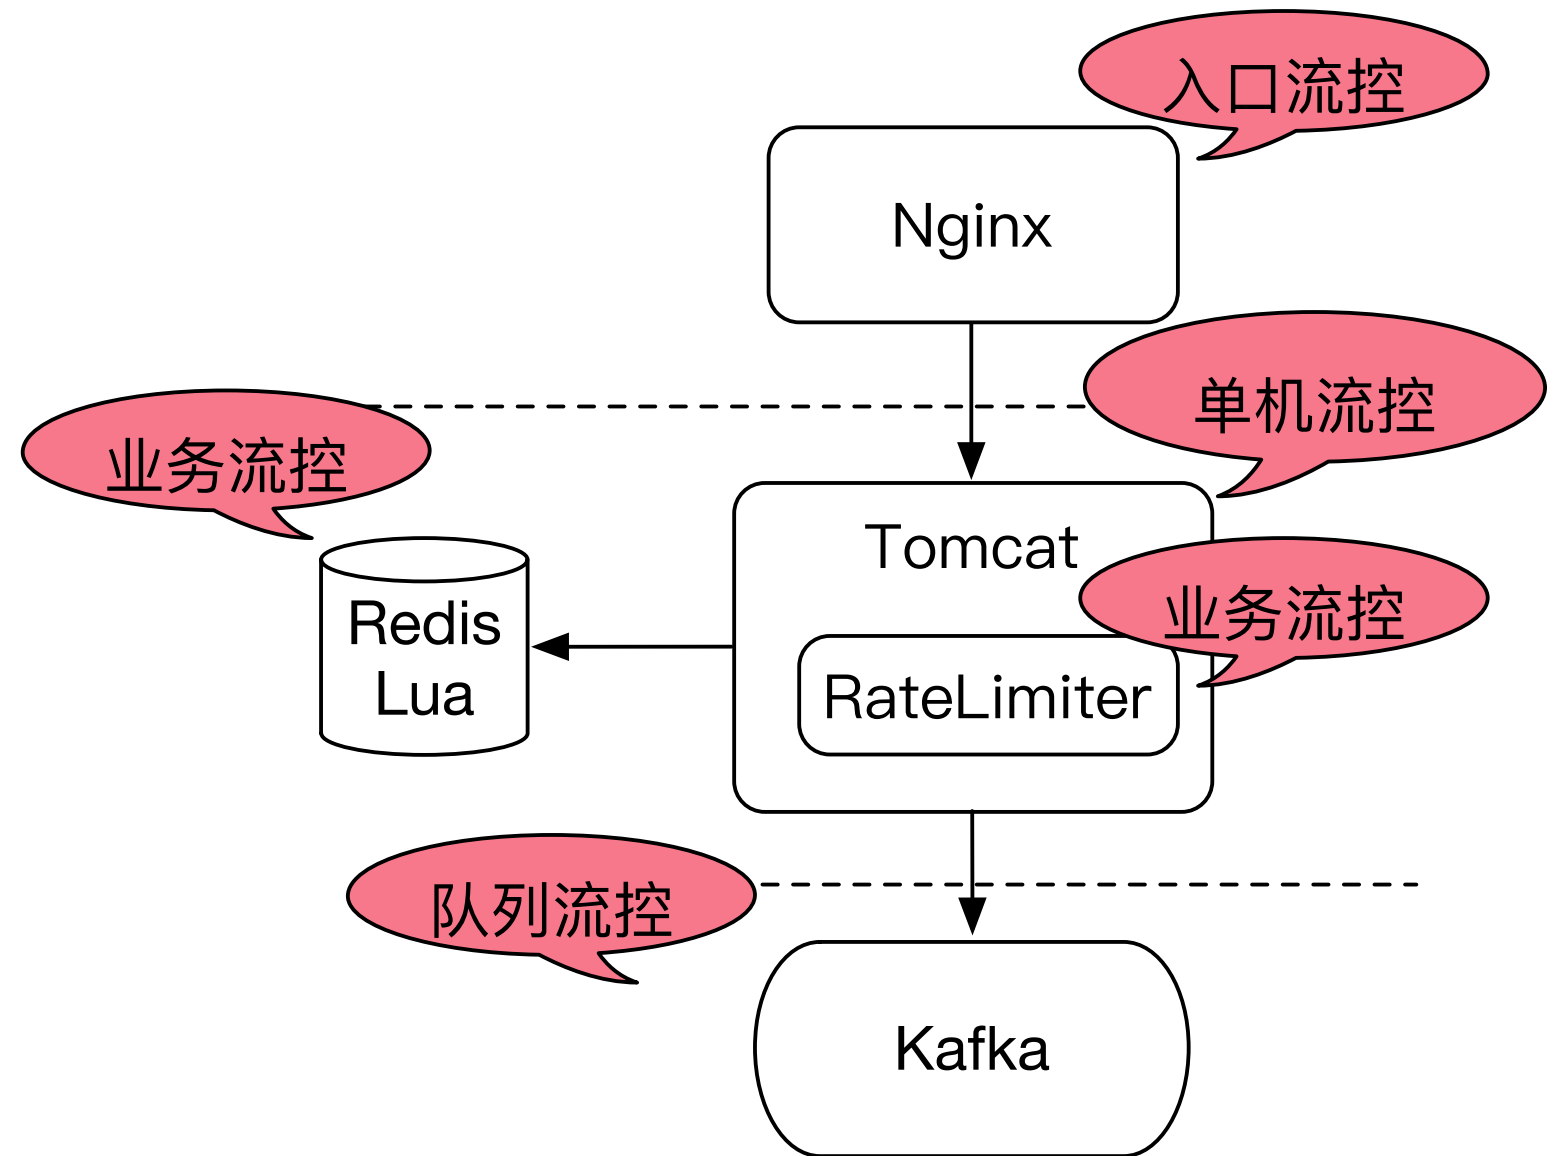 入口流控
Nginx
单机流控
业务流控
Tomcat
业务流控
Redis
Lua
RateLimiter
队列流控
Kafka